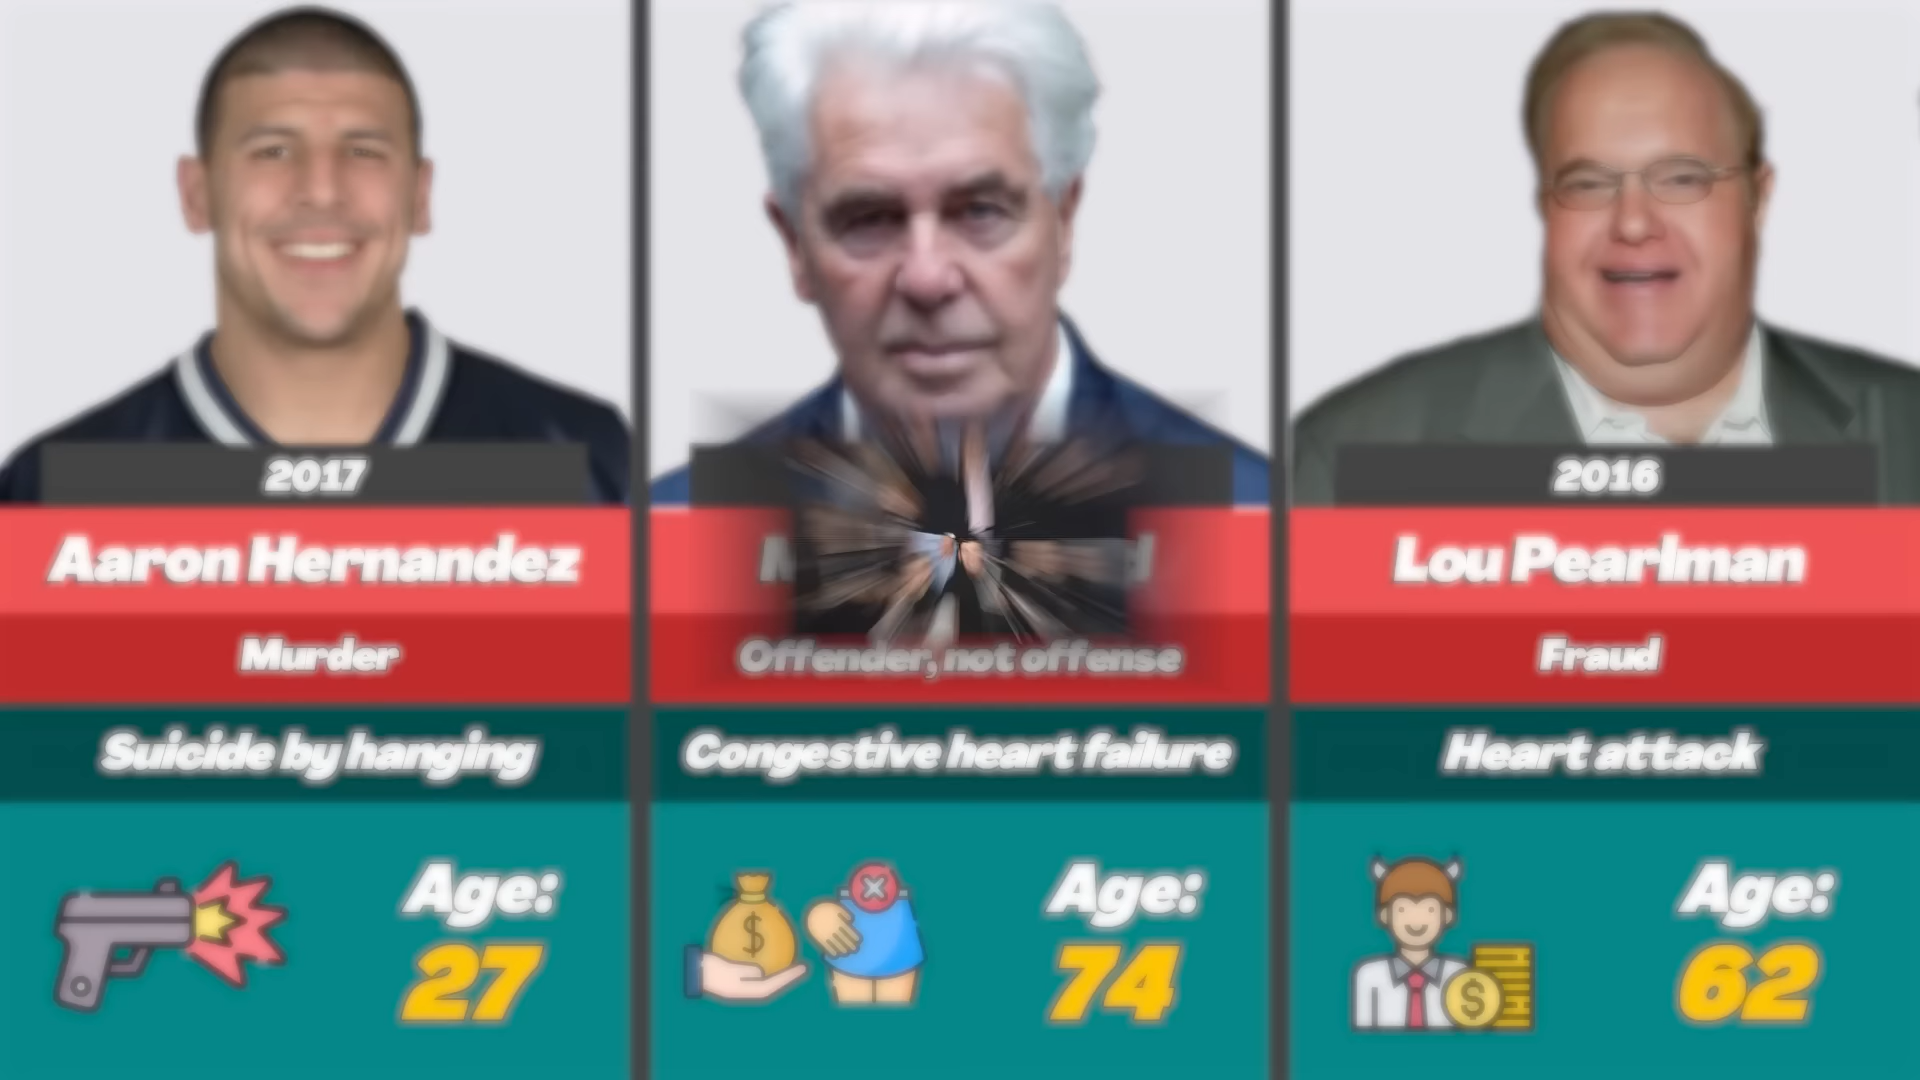 2017
Aaron Hernandez
Murder
Suicide by hanging
Age:
27
Offender, not offense
Congestive heart failure
Age:
74
2016
Lou Pearlman
Fraud
Heart attack
Age:
62